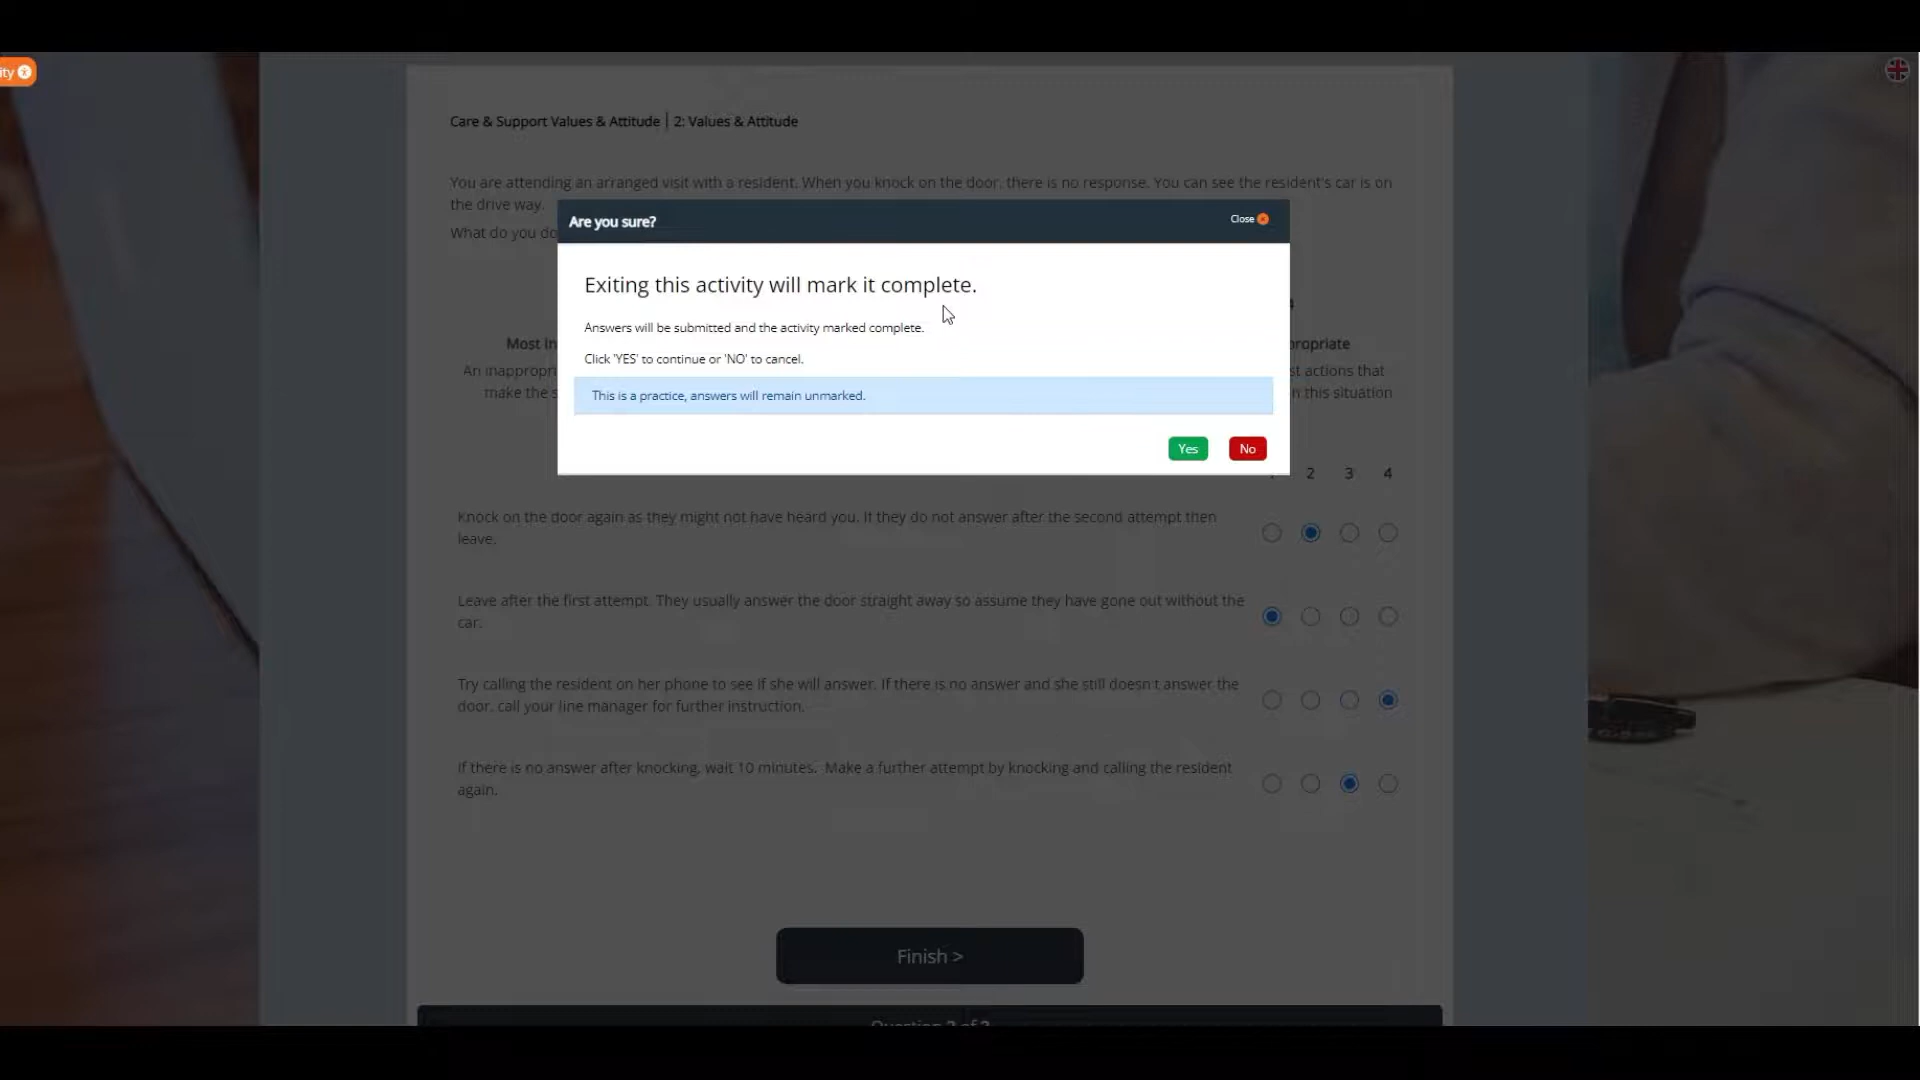 ity
Care & Support Values & Attitude | 2: Values & Attitude
You are attending an arranged visit with a resident. When you knock on the door, there is no response. You can see the resident's car is on
the drive way.
What do you do
Are you sure?
Close
Exiting this activity will mark it complete.
Answers will be submitted and the activity marked complete.
Click 'YES' to continue or 'NO' to cancel.
This is a practice, answers will remain unmarked.
Yes
No
Most in
propriate
An inappropri
st actions that
make the s
n this situation
2 3 4
Knock on the door again as they might not have heard you. If they do not answer after the second attempt then
leave.
Leave after the first attempt. They usually answer the door straight away so assume they have gone out without the
car.
Try calling the resident on her phone to see if she will answer. If there is no answer and she still doesn't answer the
door, call your line manager for further instruction.
If there is no answer after knocking, wait 10 minutes. Make a further attempt by knocking and calling the resident
again.
Finish >